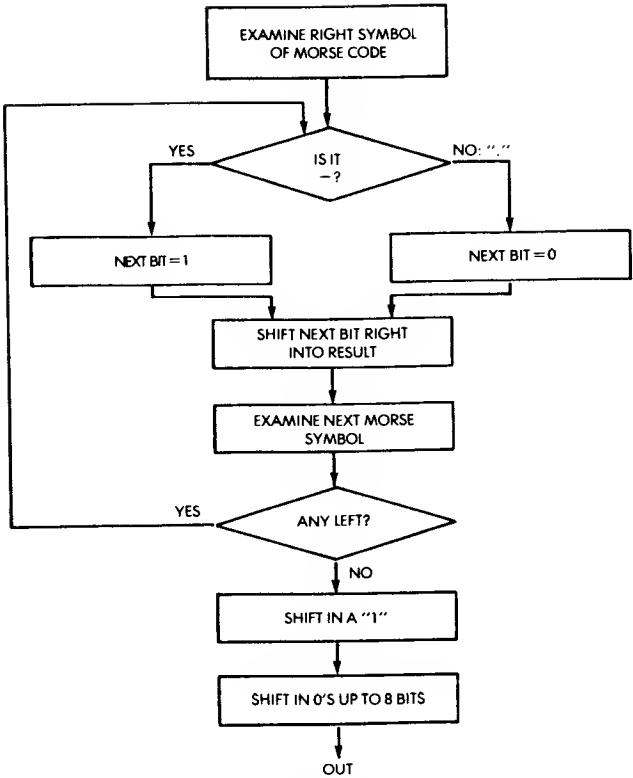 EXAMINE RIGHT SYMBOL
OF MORSE CODE
YES
IS IT
–?
NO: "."
NEXT BIT = 1
NEXT BIT = 0
SHIFT NEXT BIT RIGHT
INTO RESULT
EXAMINE NEXT MORSE
SYMBOL
YES
ANY LEFT?
NO
SHIFT IN A "1"
SHIFT IN 0'S UP TO 8 BITS
OUT